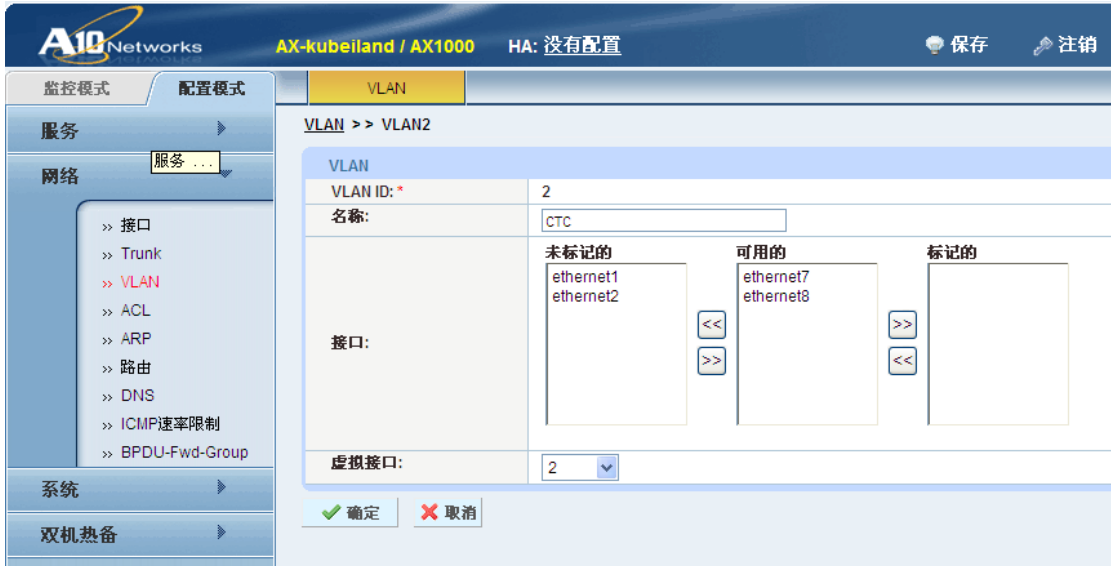 A10 Networks
AX-kubeiland / AX1000 HA: 没有配置 保存 注销
监控模式 配置模式 VLAN
服务
VLAN >> VLAN2
服务 ...
网络
VLAN
VLAN ID: * 2
名称: CTC
未标记的 可用的 标记的
ethernet1 ethernet7
ethernet2 ethernet8
<<
>>
>>
<<
接口:
» 接口
» Trunk
» VLAN
» ACL
» ARP
» 路由
» DNS
» ICMP速率限制
» BPDU-Fwd-Group
虚拟接口: 2
系统
确定 取消
双机热备